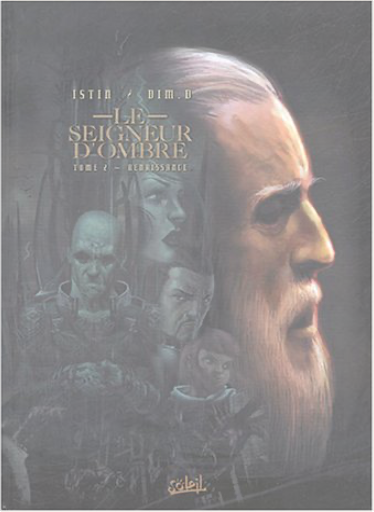 ISTIN DIM.D
LE
SEIGNEUR
D'OMBRE
TOME 2 - RENAISSANCE
SOLEIL